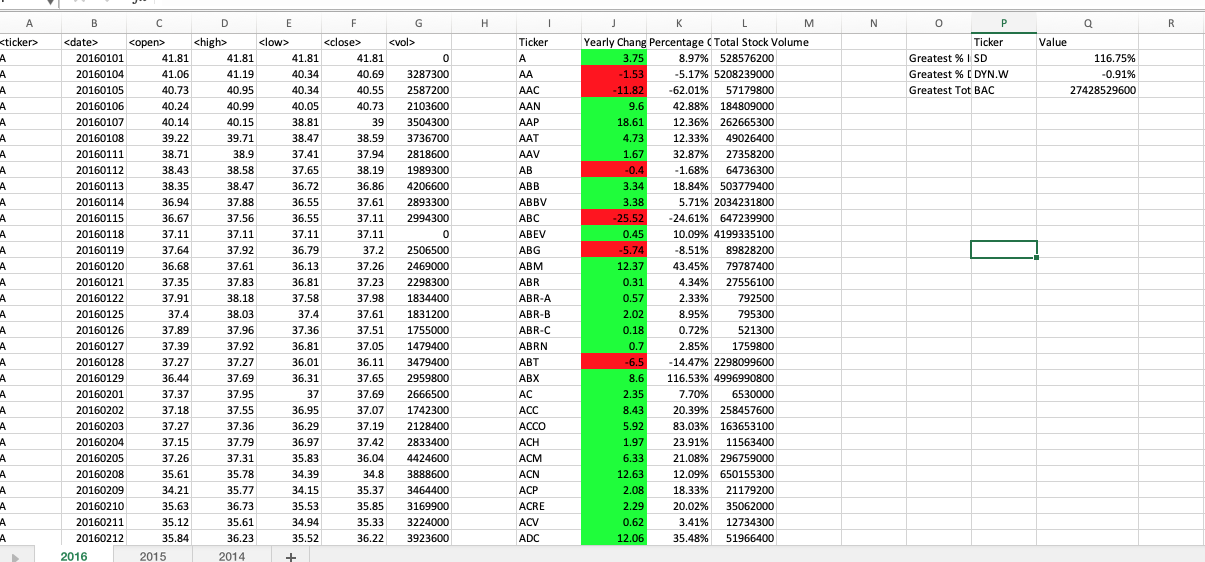 A B C D E F G H I J K L M N O P Q R
<ticker> <date> <open> <high> <low> <close> <vol> Ticker Yearly Chang Percentage ( Total Stock Volume Ticker Value
A 20160101 41.81 41.81 41.81 41.81 0 A 3.75 8.97% 528576200 Greatest % I SD 116.75%
A 20160104 41.06 41.19 40.34 40.69 3287300 AA -1.53 -5.17% 5208239000 Greatest % D DYN.W -0.91%
A 20160105 40.73 40.95 40.34 40.55 2587200 AAC -11.82 -62.01% 57179800 Greatest Tot BAC 27428529600
A 20160106 40.24 40.99 40.05 40.73 2103600 AAN 9.6 42.88% 184809000
A 20160107 40.14 40.15 38.81 39 3504300 AAP 18.61 12.36% 262665300
A 20160108 39.22 39.71 38.47 38.59 3736700 AAT 4.73 12.33% 49026400
A 20160111 38.71 38.9 37.41 37.94 2818600 AAV 1.67 32.87% 27358200
A 20160112 38.43 38.58 37.65 38.19 1989300 AB -0.4 -1.68% 64736300
A 20160113 38.35 38.47 36.72 36.86 4206600 ABB 3.34 18.84% 503779400
A 20160114 36.94 37.88 36.55 37.61 2893300 ABBV 3.38 5.71% 2034231800
A 20160115 36.67 37.56 36.55 37.11 2994300 ABC -25.52 -24.61% 647239900
A 20160118 37.11 37.11 37.11 37.11 0 ABEV 0.45 10.09% 4199335100
A 20160119 37.64 37.92 36.79 37.2 2506500 ABG -5.74 -8.51% 89828200
A 20160120 36.68 37.61 36.13 37.26 2469000 ABM 12.37 43.45% 79787400
A 20160121 37.35 37.83 36.81 37.23 2298300 ABR 0.31 4.34% 27556100
A 20160122 37.91 38.18 37.58 37.98 1834400 ABR-A 0.57 2.33% 792500
A 20160125 37.4 38.03 37.4 37.61 1831200 ABR-B 2.02 8.95% 795300
A 20160126 37.89 37.96 37.36 37.51 1755000 ABR-C 0.18 0.72% 521300
A 20160127 37.39 37.92 36.81 37.05 1479400 ABRN 0.7 2.85% 1759800
A 20160128 37.27 37.27 36.01 36.11 3479400 ABT -6.5 -14.47% 2298099600
A 20160129 36.44 37.69 36.31 37.65 2959800 ABX 8.6 116.53% 4996990800
A 20160201 37.37 37.95 37 37.69 2666500 AC 2.35 7.70% 6530000
A 20160202 37.18 37.55 36.95 37.07 1742300 ACC 8.43 20.39% 258457600
A 20160203 37.27 37.36 36.29 37.19 2128400 ACCO 5.92 83.03% 163653100
A 20160204 37.15 37.79 36.97 37.42 2833400 ACH 1.97 23.91% 11563400
A 20160205 37.26 37.31 35.83 36.04 4424600 ACM 6.33 21.08% 296759000
A 20160208 35.61 35.78 34.39 34.8 3888600 ACN 12.63 12.09% 650155300
A 20160209 34.21 35.77 34.15 35.37 3464400 ACP 2.08 18.33% 21179200
A 20160210 35.63 36.73 35.53 35.85 3169900 ACRE 2.29 20.02% 35062000
A 20160211 35.12 35.61 34.94 35.33 3224000 ACV 0.62 3.41% 12734300
A 20160212 35.84 36.23 35.52 36.22 3923600 ADC 12.06 35.48% 51966400
2016 2015 2014 +